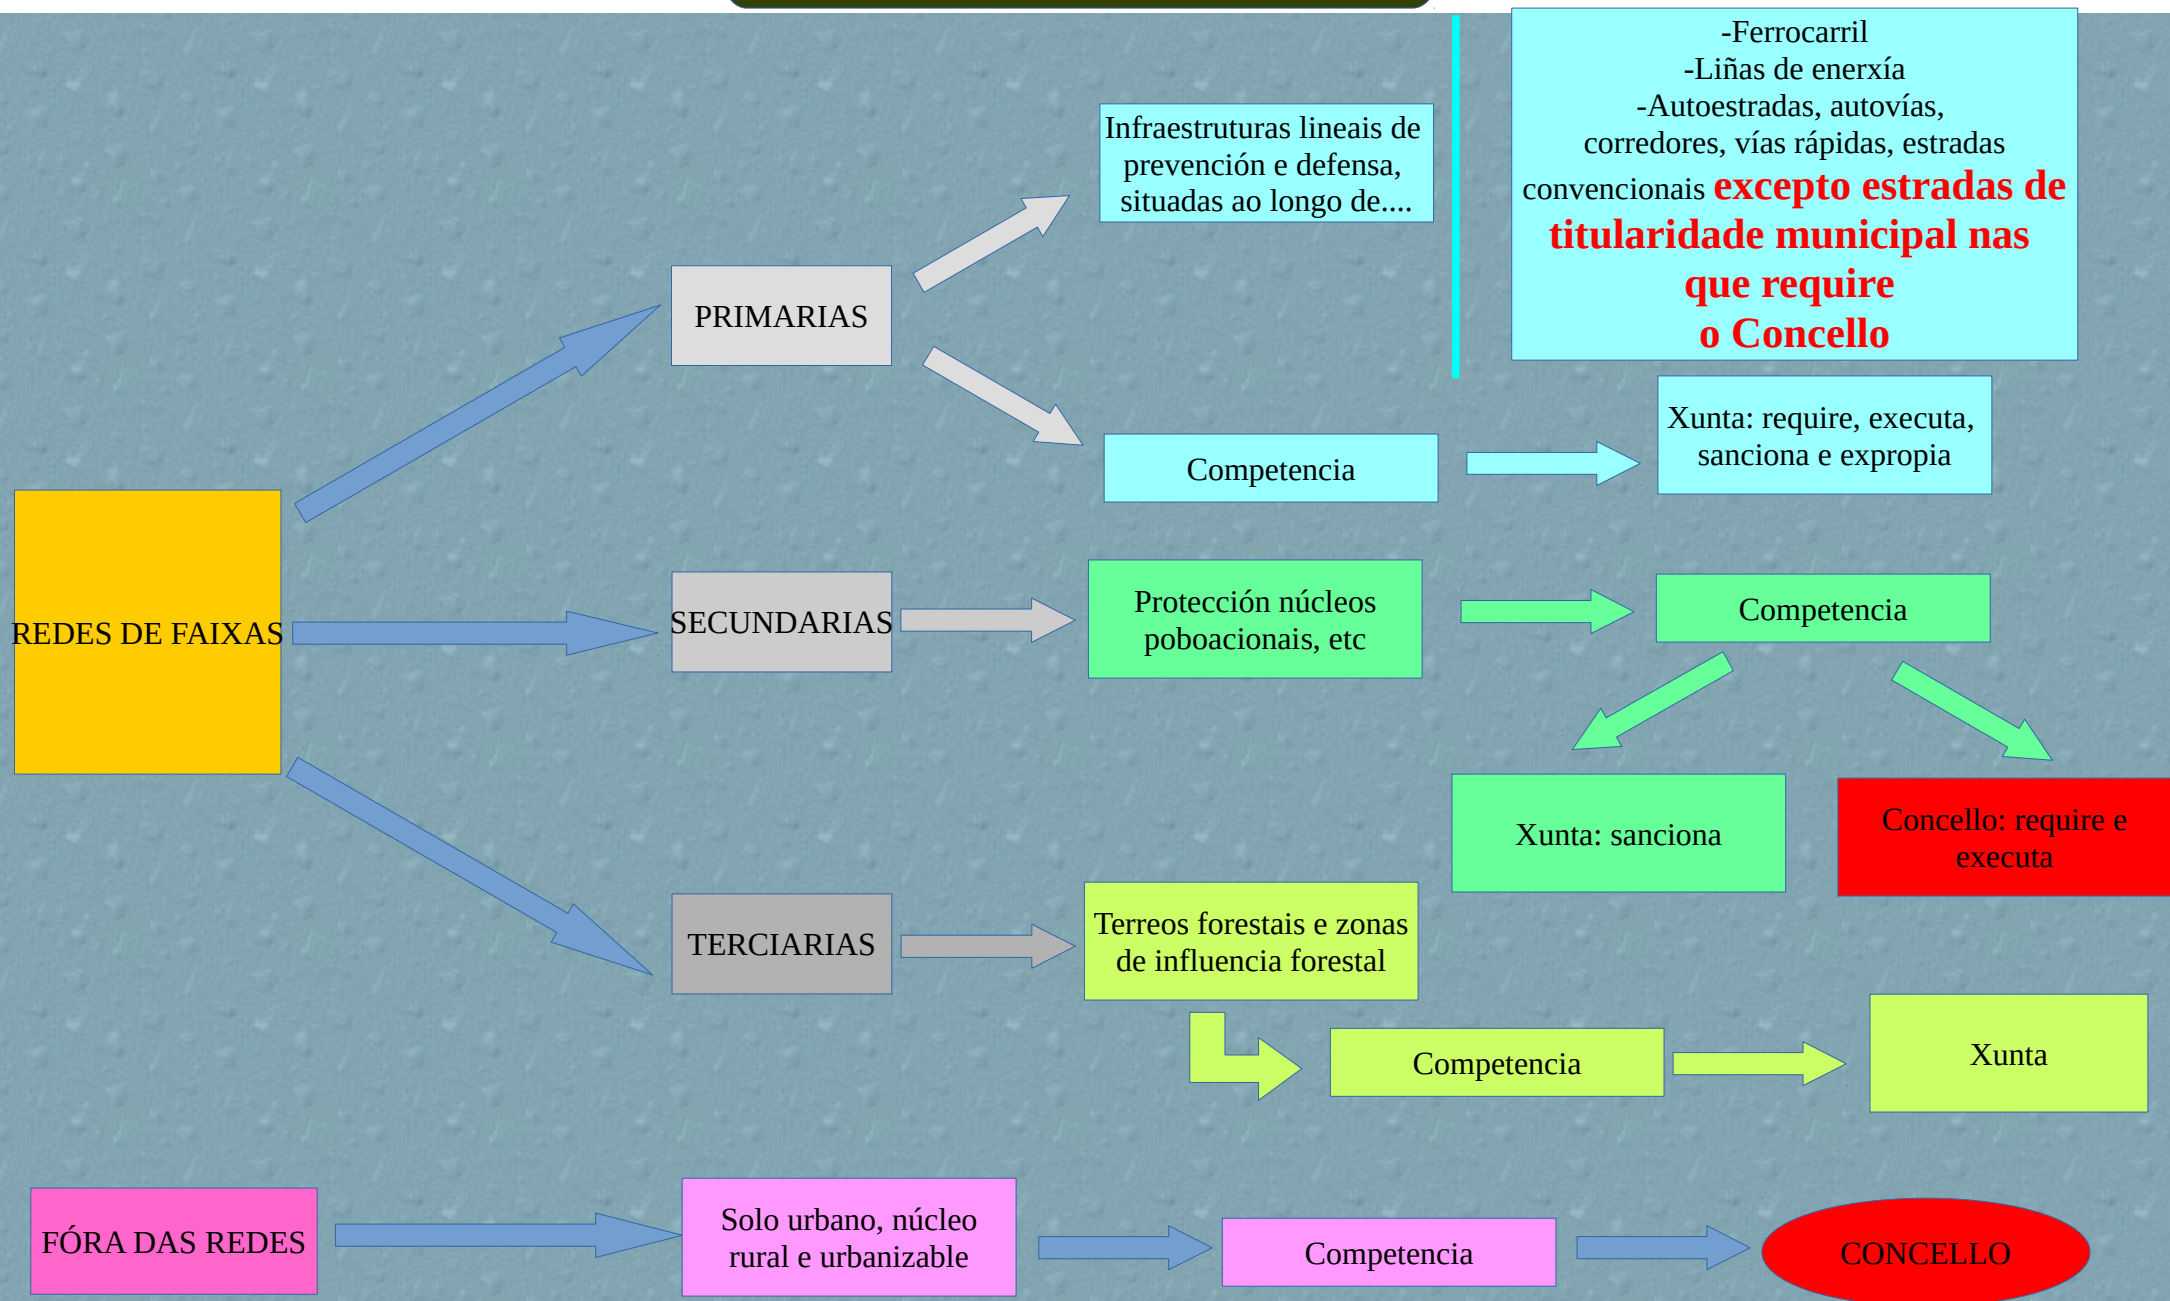 -Ferrocarril
-Liñas de enerxía
-Autoestradas, autovías,
corredores, vías rápidas, estradas
convencionais excepto estradas de
titularidade municipal nas
que require
o Concello
Infraestruturas lineais de
prevención e defensa,
situadas ao longo de....
PRIMARIAS
Xunta: require, executa,
sanciona e expropia
Competencia
REDES DE FAIXAS
SECUNDARIAS
Protección núcleos
poboacionais, etc
Competencia
Xunta: sanciona
Concello: require e
executa
TERCIARIAS
Terreos forestais e zonas
de influencia forestal
Competencia
Xunta
FÓRA DAS REDES
Solo urbano, núcleo
rural e urbanizable
Competencia
CONCELLO